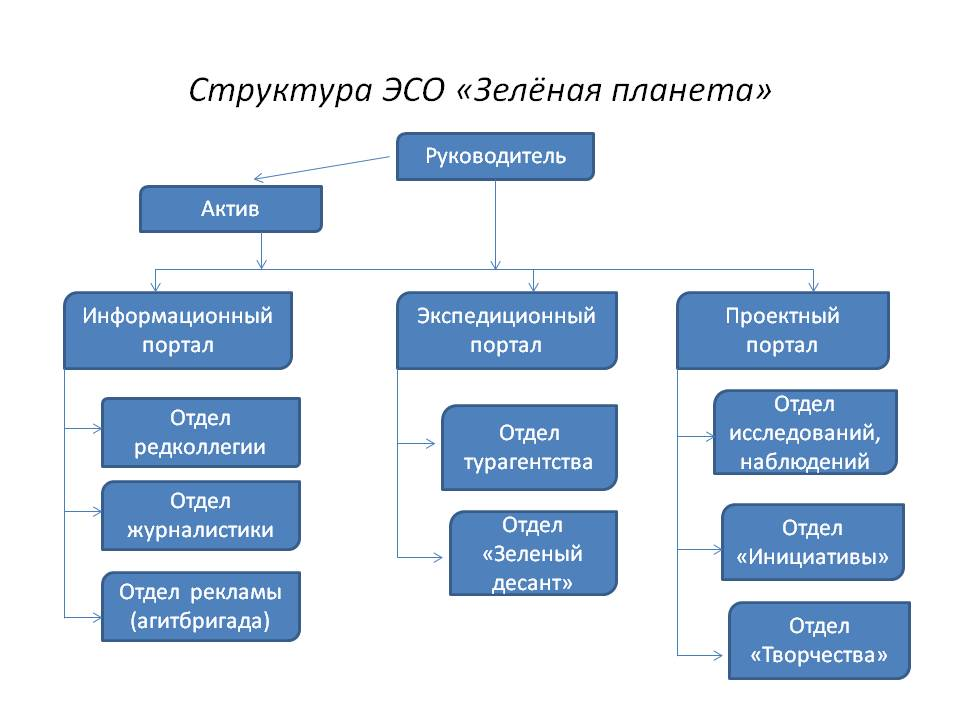 Структура ЭСО «Зелёная планета»
Руководитель
Актив
Информационный
портал
Экспедиционный
портал
Проектный
портал
Отдел
редколлегии
Отдел
журналистики
Отдел рекламы
(агитбригада)
Отдел
турагентства
Отдел
«Зеленый
десант»
Отдел
исследований,
наблюдений
Отдел
«Инициативы»
Отдел
«Творчества»